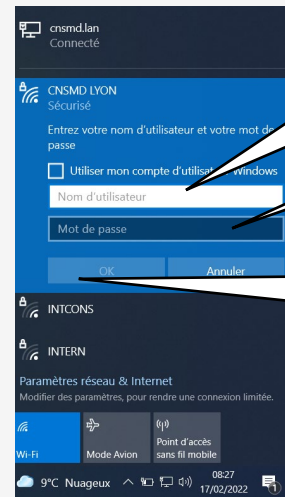 cnsmd.lan
Connecté
CNSMD LYON
Sécurisé
Entrez votre nom d'utilisateur et votre mot de
passe
Utiliser mon compte d'utilisateur Windows
Nom d'utilisateur
Mot de passe
OK
Annuler
INTCONS
INTERN
Paramètres réseau & Internet
Modifier des paramètres, pour rendre une connexion limitée.
Wi-Fi
Mode Avion
Point d'accès
sans fil mobile
9°C Nuageux
08:27
17/02/2022
1